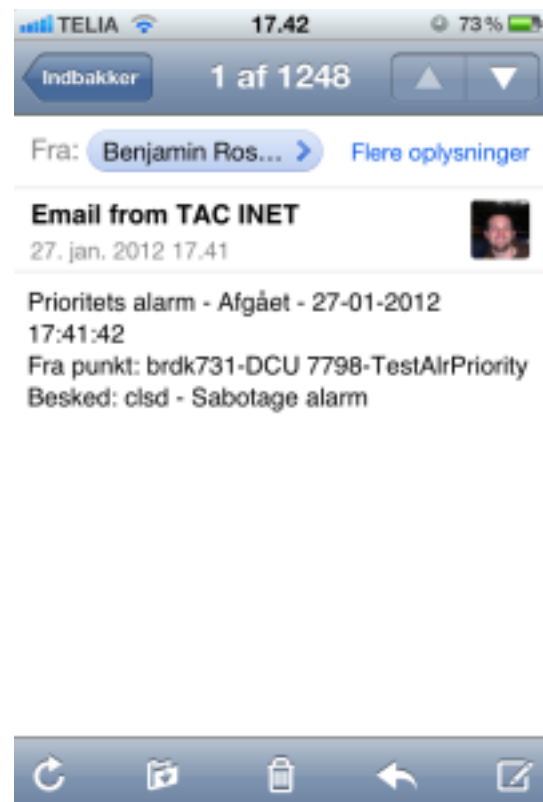 TELIA 17.42 73 %
Indbakker 1 af 1248
Fra: Benjamin Ros... Flere oplysninger
Email from TAC INET
27. jan. 2012 17.41
Prioritets alarm - Afgået - 27-01-2012
17:41:42
Fra punkt: brdk731-DCU 7798-TestAlrPriority
Besked: clsd - Sabotage alarm